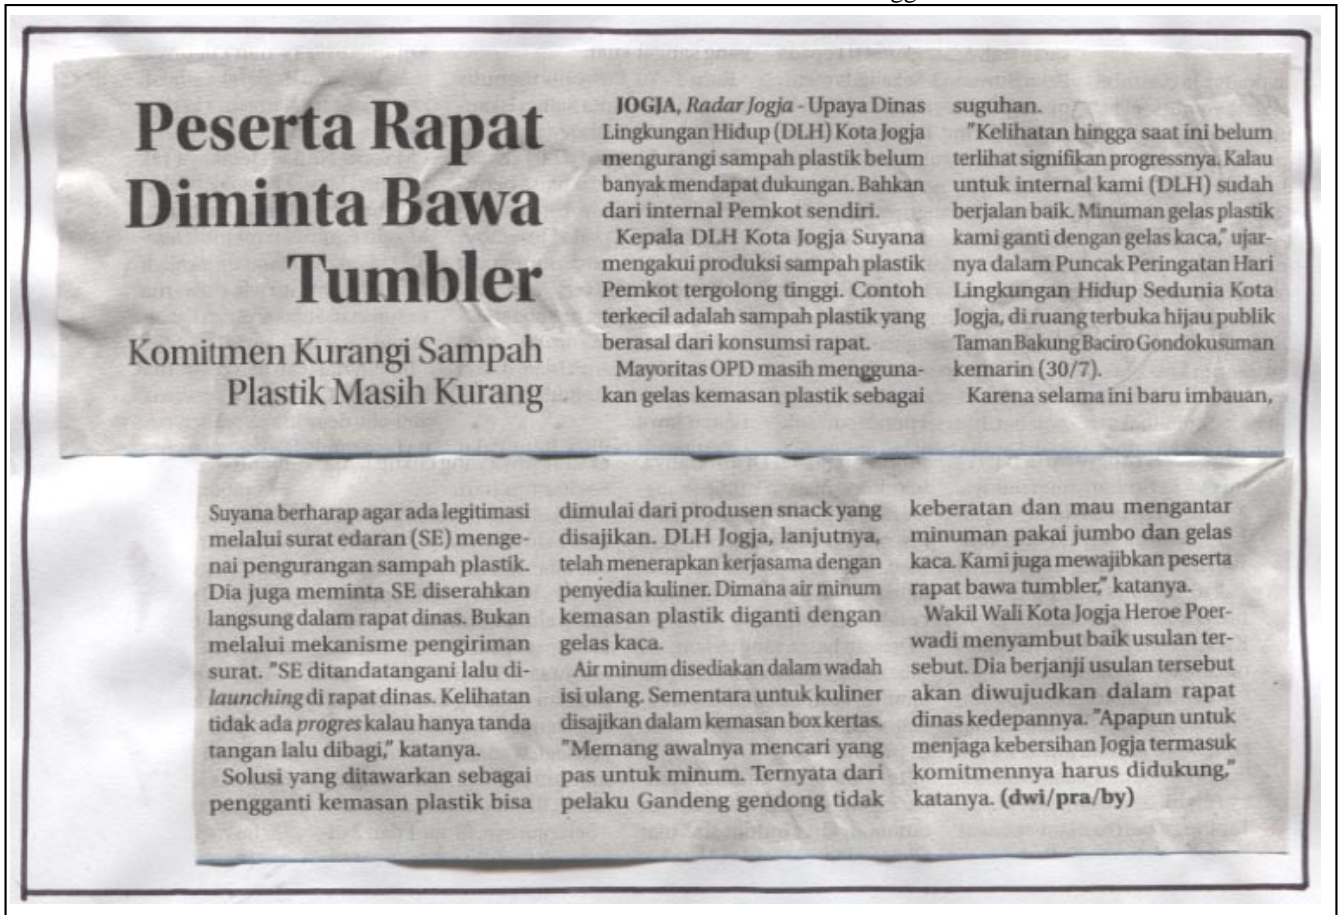 Peserta Rapat
Diminta Bawa
Tumbler
Komitmen Kurangi Sampah
Plastik Masih Kurang
JOGJA, Radar Jogja - Upaya Dinas
Lingkungan Hidup (DLH) Kota Jogja
mengurangi sampah plastik belum
banyak mendapat dukungan. Bahkan
dari internal Pemkot sendiri.
Kepala DLH Kota Jogja Suyana
mengakui produksi sampah plastik
Pemkot tergolong tinggi. Contoh
terkecil adalah sampah plastik yang
berasal dari konsumsi rapat.
Mayoritas OPD masih mengguna-
kan gelas kemasan plastik sebagai
suguhan.
"Kelihatan hingga saat ini belum
terlihat signifikan progressnya. Kalau
untuk internal kami (DLH) sudah
berjalan baik. Minuman gelas plastik
kami ganti dengan gelas kaca," ujar-
nya dalam Puncak Peringatan Hari
Lingkungan Hidup Sedunia Kota
Jogja, di ruang terbuka hijau publik
Taman Bakung Baciro Gondokusuman
kemarin (30/7).
Karena selama ini baru imbauan,
Suyana berharap agar ada legitimasi
melalui surat edaran (SE) menge-
nai pengurangan sampah plastik.
Dia juga meminta SE diserahkan
langsung dalam rapat dinas. Bukan
melalui mekanisme pengiriman
surat. "SE ditandatangani lalu di-
launching di rapat dinas. Kelihatan
tidak ada progres kalau hanya tanda
tangan lalu dibagi," katanya.
Solusi yang ditawarkan sebagai
pengganti kemasan plastik bisa
dimulai dari produsen snack yang
disajikan. DLH Jogja, lanjutnya,
telah menerapkan kerjasama dengan
penyedia kuliner. Dimana air minum
kemasan plastik diganti dengan
gelas kaca.
Air minum disediakan dalam wadah
isi ulang. Sementara untuk kuliner
disajikan dalam kemasan box kertas.
"Memang awalnya mencari yang
pas untuk minum. Ternyata dari
pelaku Gandeng gendong tidak
keberatan dan mau mengantar
minuman pakai jumbo dan gelas
kaca. Kami juga mewajibkan peserta
rapat bawa tumbler," katanya.
Wakil Wali Kota Jogja Heroe Poer-
wadi menyambut baik usulan ter-
sebut. Dia berjanji usulan tersebut
akan diwujudkan dalam rapat
dinas kedepannya. "Apapun untuk
menjaga kebersihan Jogja termasuk
komitmennya harus didukung,"
katanya. (dwi/pra/by)